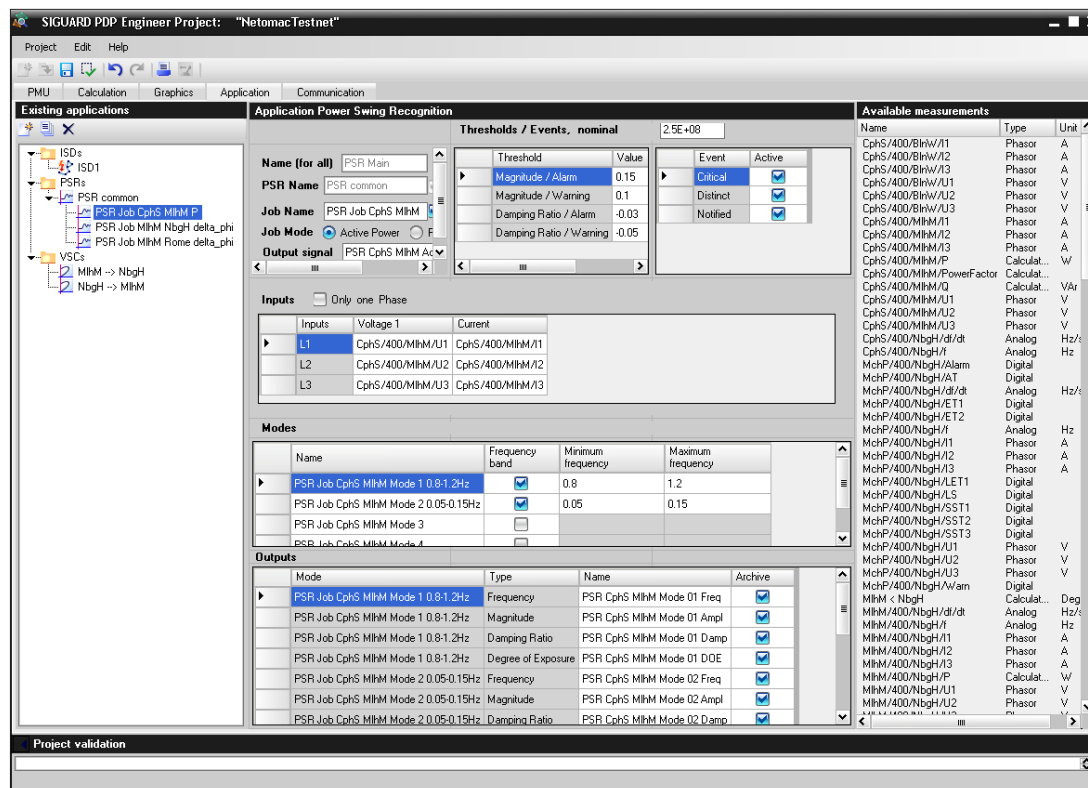 SIGUARD PDP Engineer Project: "NetomacTestnet"
Project Edit Help
PMU Calculation Graphics Application Communication
Existing applications
ISDs
ISD1
PSRs
PSR common
PSR Job CphS MlhM P
PSR Job MlhM NbgH delta_phi
PSR Job MlhM Rome delta_phi
VSCs
MlhM --> NbgH
NbgH --> MlhM
Application Power Swing Recognition
Thresholds / Events, nominal 2.5E+08
Name (for all) PSR Main
PSR Name PSR common
Job Name PSR Job CphS MlhM
Job Mode Active Power
Output signal PSR CphS MlhM
Threshold Value
Magnitude / Alarm 0.15
Magnitude / Warning 0.1
Damping Ratio / Alarm -0.03
Damping Ratio / Warning -0.05
Event Active
Critical
Distinct
Notified
Inputs Only one Phase
Inputs Voltage 1 Current
L1 CphS/400/MlhM/U1 CphS/400/MlhM/I1
L2 CphS/400/MlhM/U2 CphS/400/MlhM/I2
L3 CphS/400/MlhM/U3 CphS/400/MlhM/I3
Modes
Name Frequency band Minimum frequency Maximum frequency
PSR Job CphS MlhM Mode 1 0.8-1.2Hz 0.8 1.2
PSR Job CphS MlhM Mode 2 0.05-0.15Hz 0.05 0.15
PSR Job CphS MlhM Mode 3
PSR Job CphS MlhM Mode 4
Outputs
Mode Type Name Archive
PSR Job CphS MlhM Mode 1 0.8-1.2Hz Frequency PSR CphS MlhM Mode 01 Freq
PSR Job CphS MlhM Mode 1 0.8-1.2Hz Magnitude PSR CphS MlhM Mode 01 Ampl
PSR Job CphS MlhM Mode 1 0.8-1.2Hz Damping Ratio PSR CphS MlhM Mode 01 Damp
PSR Job CphS MlhM Mode 1 0.8-1.2Hz Degree of Exposure PSR CphS MlhM Mode 01 DOE
PSR Job CphS MlhM Mode 2 0.05-0.15Hz Frequency PSR CphS MlhM Mode 02 Freq
PSR Job CphS MlhM Mode 2 0.05-0.15Hz Magnitude PSR CphS MlhM Mode 02 Ampl
PSR Job CphS MlhM Mode 2 0.05-0.15Hz Damping Ratio PSR CphS MlhM Mode 02 Damp
Available measurements
Name Type Unit
CphS/400/BlnW/I1 Phasor A
CphS/400/BlnW/I2 Phasor A
CphS/400/BlnW/I3 Phasor A
CphS/400/BlnW/U1 Phasor V
CphS/400/BlnW/U2 Phasor V
CphS/400/BlnW/U3 Phasor V
CphS/400/MlhM/I1 Phasor A
CphS/400/MlhM/I2 Phasor A
CphS/400/MlhM/I3 Phasor A
CphS/400/MlhM/P Calculat... W
CphS/400/MlhM/PowerFactor Calculat...
CphS/400/MlhM/Q Calculat... VAr
CphS/400/MlhM/U1 Phasor V
CphS/400/MlhM/U2 Phasor V
CphS/400/MlhM/U3 Phasor V
CphS/400/NbgH/df/dt Analog Hz/s
CphS/400/NbgH/f Analog Hz
MchP/400/NbgH/Alarm Digital
MchP/400/NbgH/AT Digital
MchP/400/NbgH/df/dt Analog Hz/s
MchP/400/NbgH/ET1 Digital
MchP/400/NbgH/ET2 Digital
MchP/400/NbgH/f Analog Hz
MchP/400/NbgH/I1 Phasor A
MchP/400/NbgH/I2 Phasor A
MchP/400/NbgH/I3 Phasor A
MchP/400/NbgH/LET1 Digital
MchP/400/NbgH/LS Digital
MchP/400/NbgH/SST1 Digital
MchP/400/NbgH/SST2 Digital
MchP/400/NbgH/SST3 Digital
MchP/400/NbgH/U1 Phasor V
MchP/400/NbgH/U2 Phasor V
MchP/400/NbgH/U3 Phasor V
MchP/400/NbgH/Warn Digital
MlhM < NbgH Calculat... Deg
MlhM/400/NbgH/df/dt Analog Hz/s
MlhM/400/NbgH/f Analog Hz
MlhM/400/NbgH/I1 Phasor A
MlhM/400/NbgH/I2 Phasor A
MlhM/400/NbgH/I3 Phasor A
MlhM/400/NbgH/P Calculat... W
MlhM/400/NbgH/U1 Phasor V
MlhM/400/NbgH/U2 Phasor V
Project validation